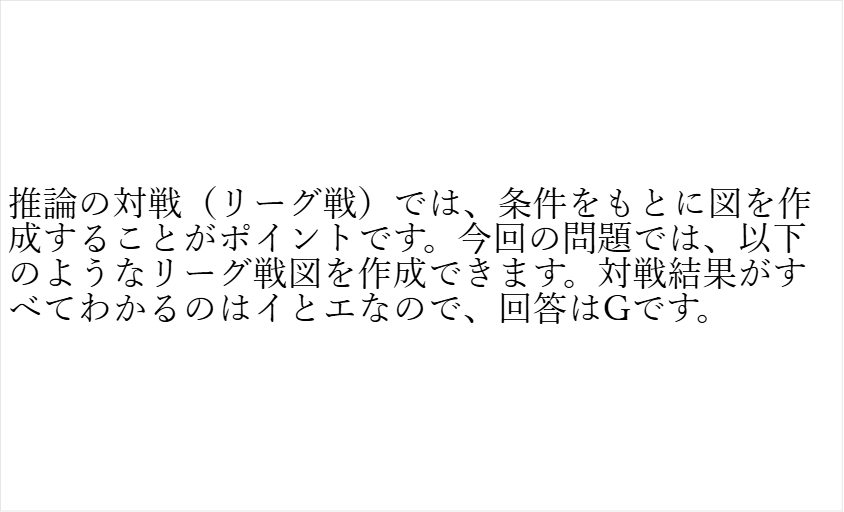 推論の対戦（リーグ戦）では、条件をもとに図を作
成することがポイントです。今回の問題では、以下
のようなリーグ戦図を作成できます。対戦結果がす
べてわかるのはイとエなので、回答はGです。